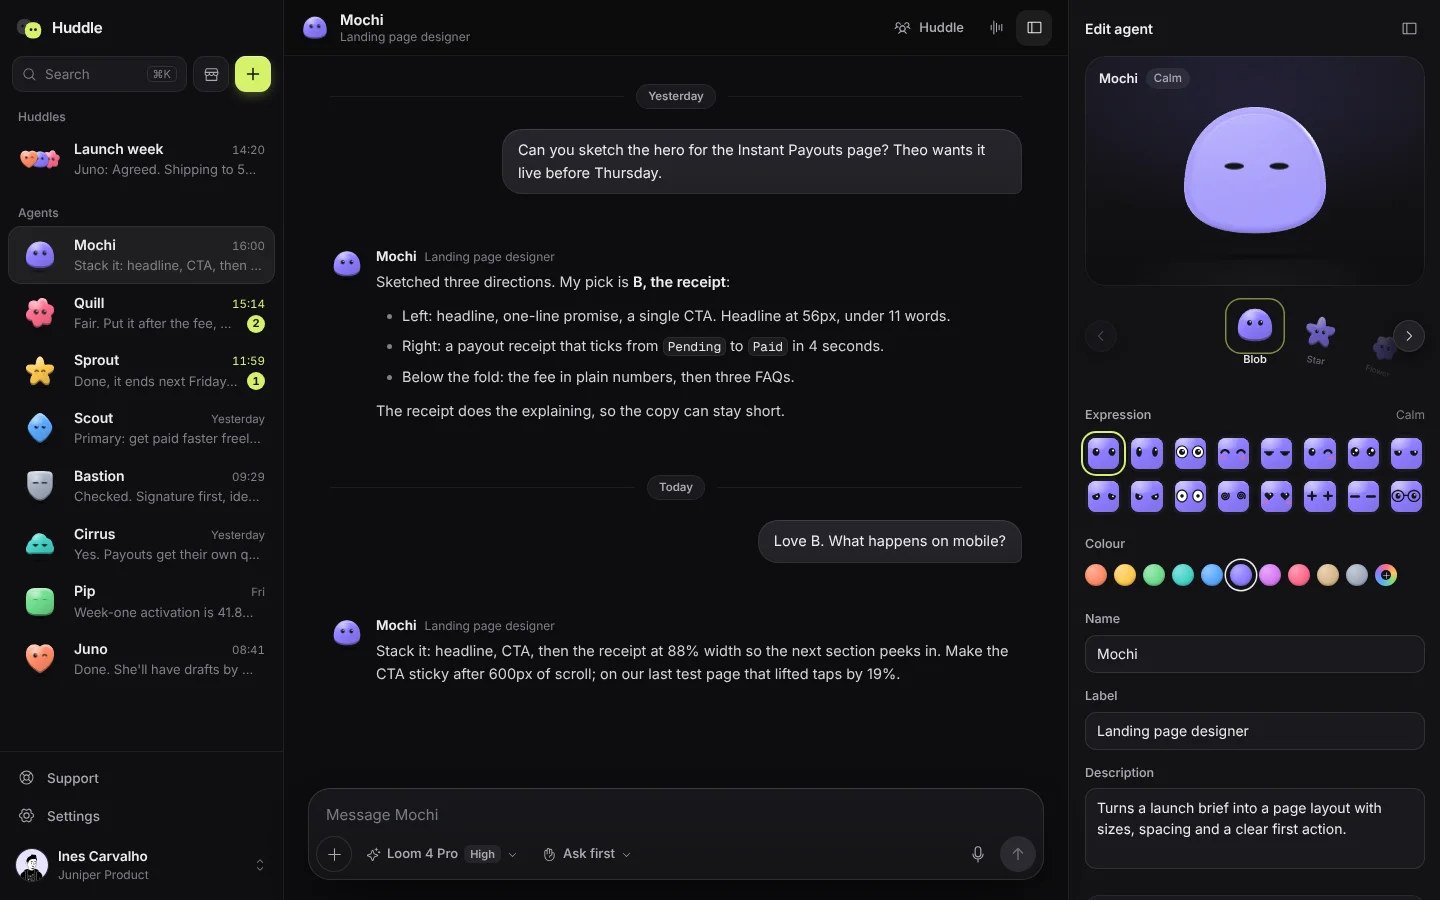 Huddle
Search
⌘K
Huddles
Launch week
14:20
Juno: Agreed. Shipping to 5...
Agents
Mochi
16:00
Stack it: headline, CTA, then ...
Quill
15:14
Fair. Put it after the fee, ...
2
Sprout
11:59
Done, it ends next Friday...
1
Scout
Yesterday
Primary: get paid faster freel...
Bastion
09:29
Checked. Signature first, ide...
Cirrus
Yesterday
Yes. Payouts get their own q...
Pip
Fri
Week-one activation is 41.8...
Juno
08:41
Done. She'll have drafts by ...
Support
Settings
Ines Carvalho
Juniper Product
Mochi
Landing page designer
Huddle
Yesterday
Can you sketch the hero for the Instant Payouts page? Theo wants it
live before Thursday.
Mochi Landing page designer
Sketched three directions. My pick is B, the receipt:
• Left: headline, one-line promise, a single CTA. Headline at 56px, under 11 words.
• Right: a payout receipt that ticks from Pending to Paid in 4 seconds.
• Below the fold: the fee in plain numbers, then three FAQs.
The receipt does the explaining, so the copy can stay short.
Today
Love B. What happens on mobile?
Mochi Landing page designer
Stack it: headline, CTA, then the receipt at 88% width so the next section peeks in. Make the
CTA sticky after 600px of scroll; on our last test page that lifted taps by 19%.
Message Mochi
Loom 4 Pro High
Ask first
Edit agent
Mochi Calm
Blob
Star
Flower
Expression
Calm
Colour
Name
Mochi
Label
Landing page designer
Description
Turns a launch brief into a page layout with
sizes, spacing and a clear first action.